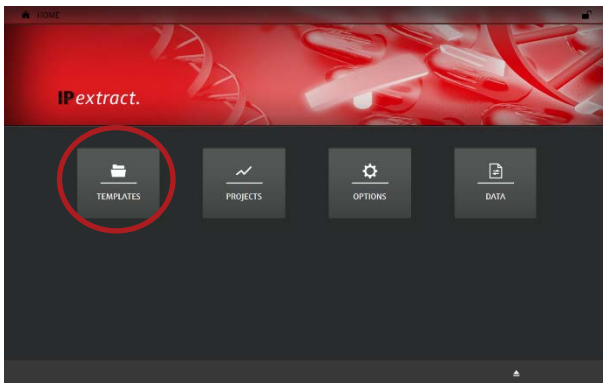 HOME
IPextract.
TEMPLATES
PROJECTS
OPTIONS
DATA